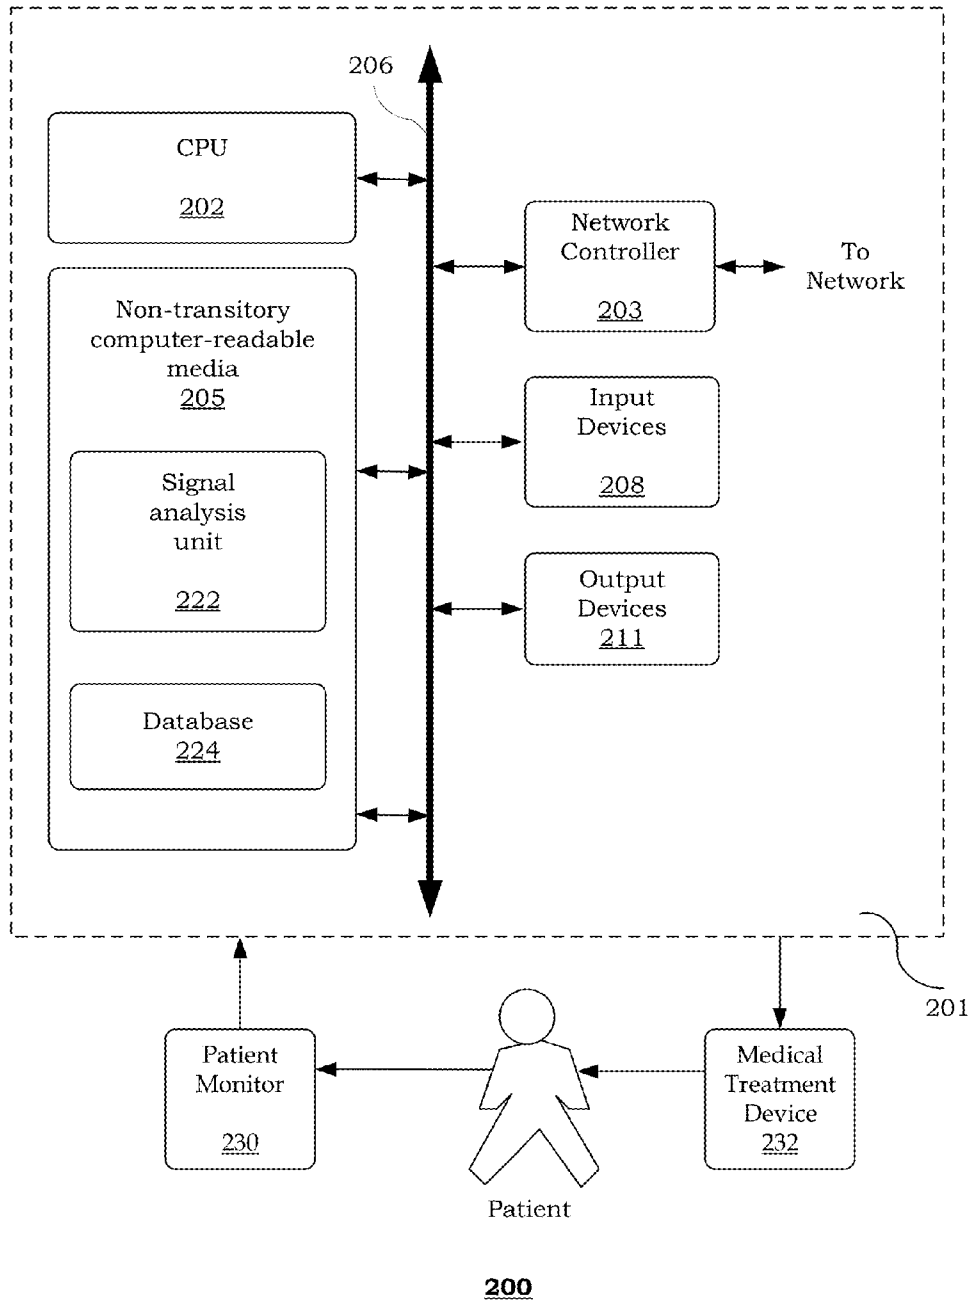 206
CPU
202
Non-transitory
computer-readable
media
205
Signal
analysis
unit
222
Database
224
Network
Controller
203
To
Network
Input
Devices
208
Output
Devices
211
201
Patient
Monitor
230
Patient
Medical
Treatment
Device
232
200